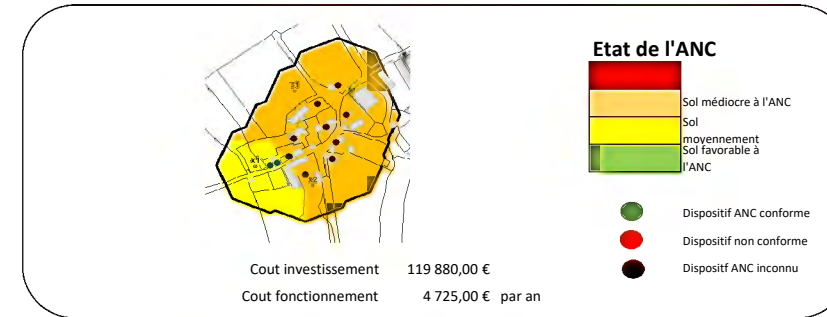 Etat de l'ANC
Sol médiocre à l'ANC
Sol
moyennement
Sol favorable à
l'ANC
Dispositif ANC conforme
Dispositif non conforme
Dispositf ANC inconnu
Cout investissement 119 880,00 €
Cout fonctionnement 4 725,00 € par an